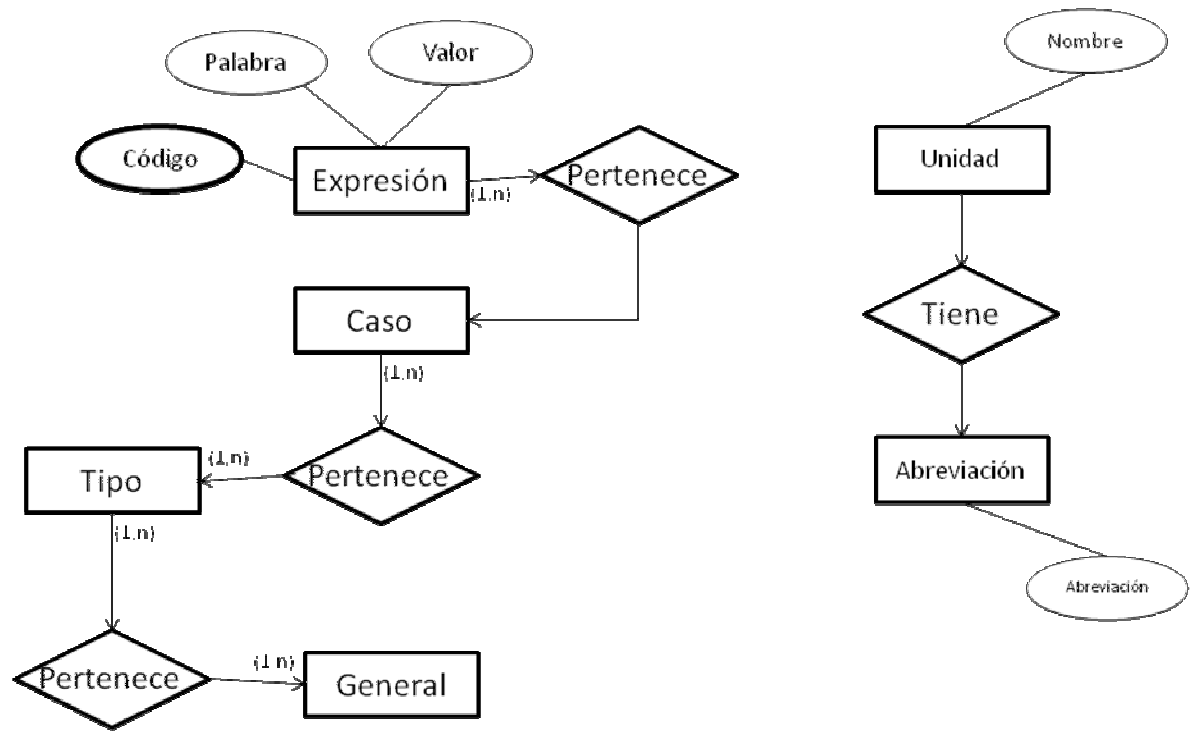 Palabra
Valor
Nombre
Código
Expresión
(1.n)
Pertenece
Unidad
Caso
(1.n)
Tiene
Tipo
(1.n)
Pertenece
Abreviación
(1.n)
Abreviación
Pertenece
(1 n)
General